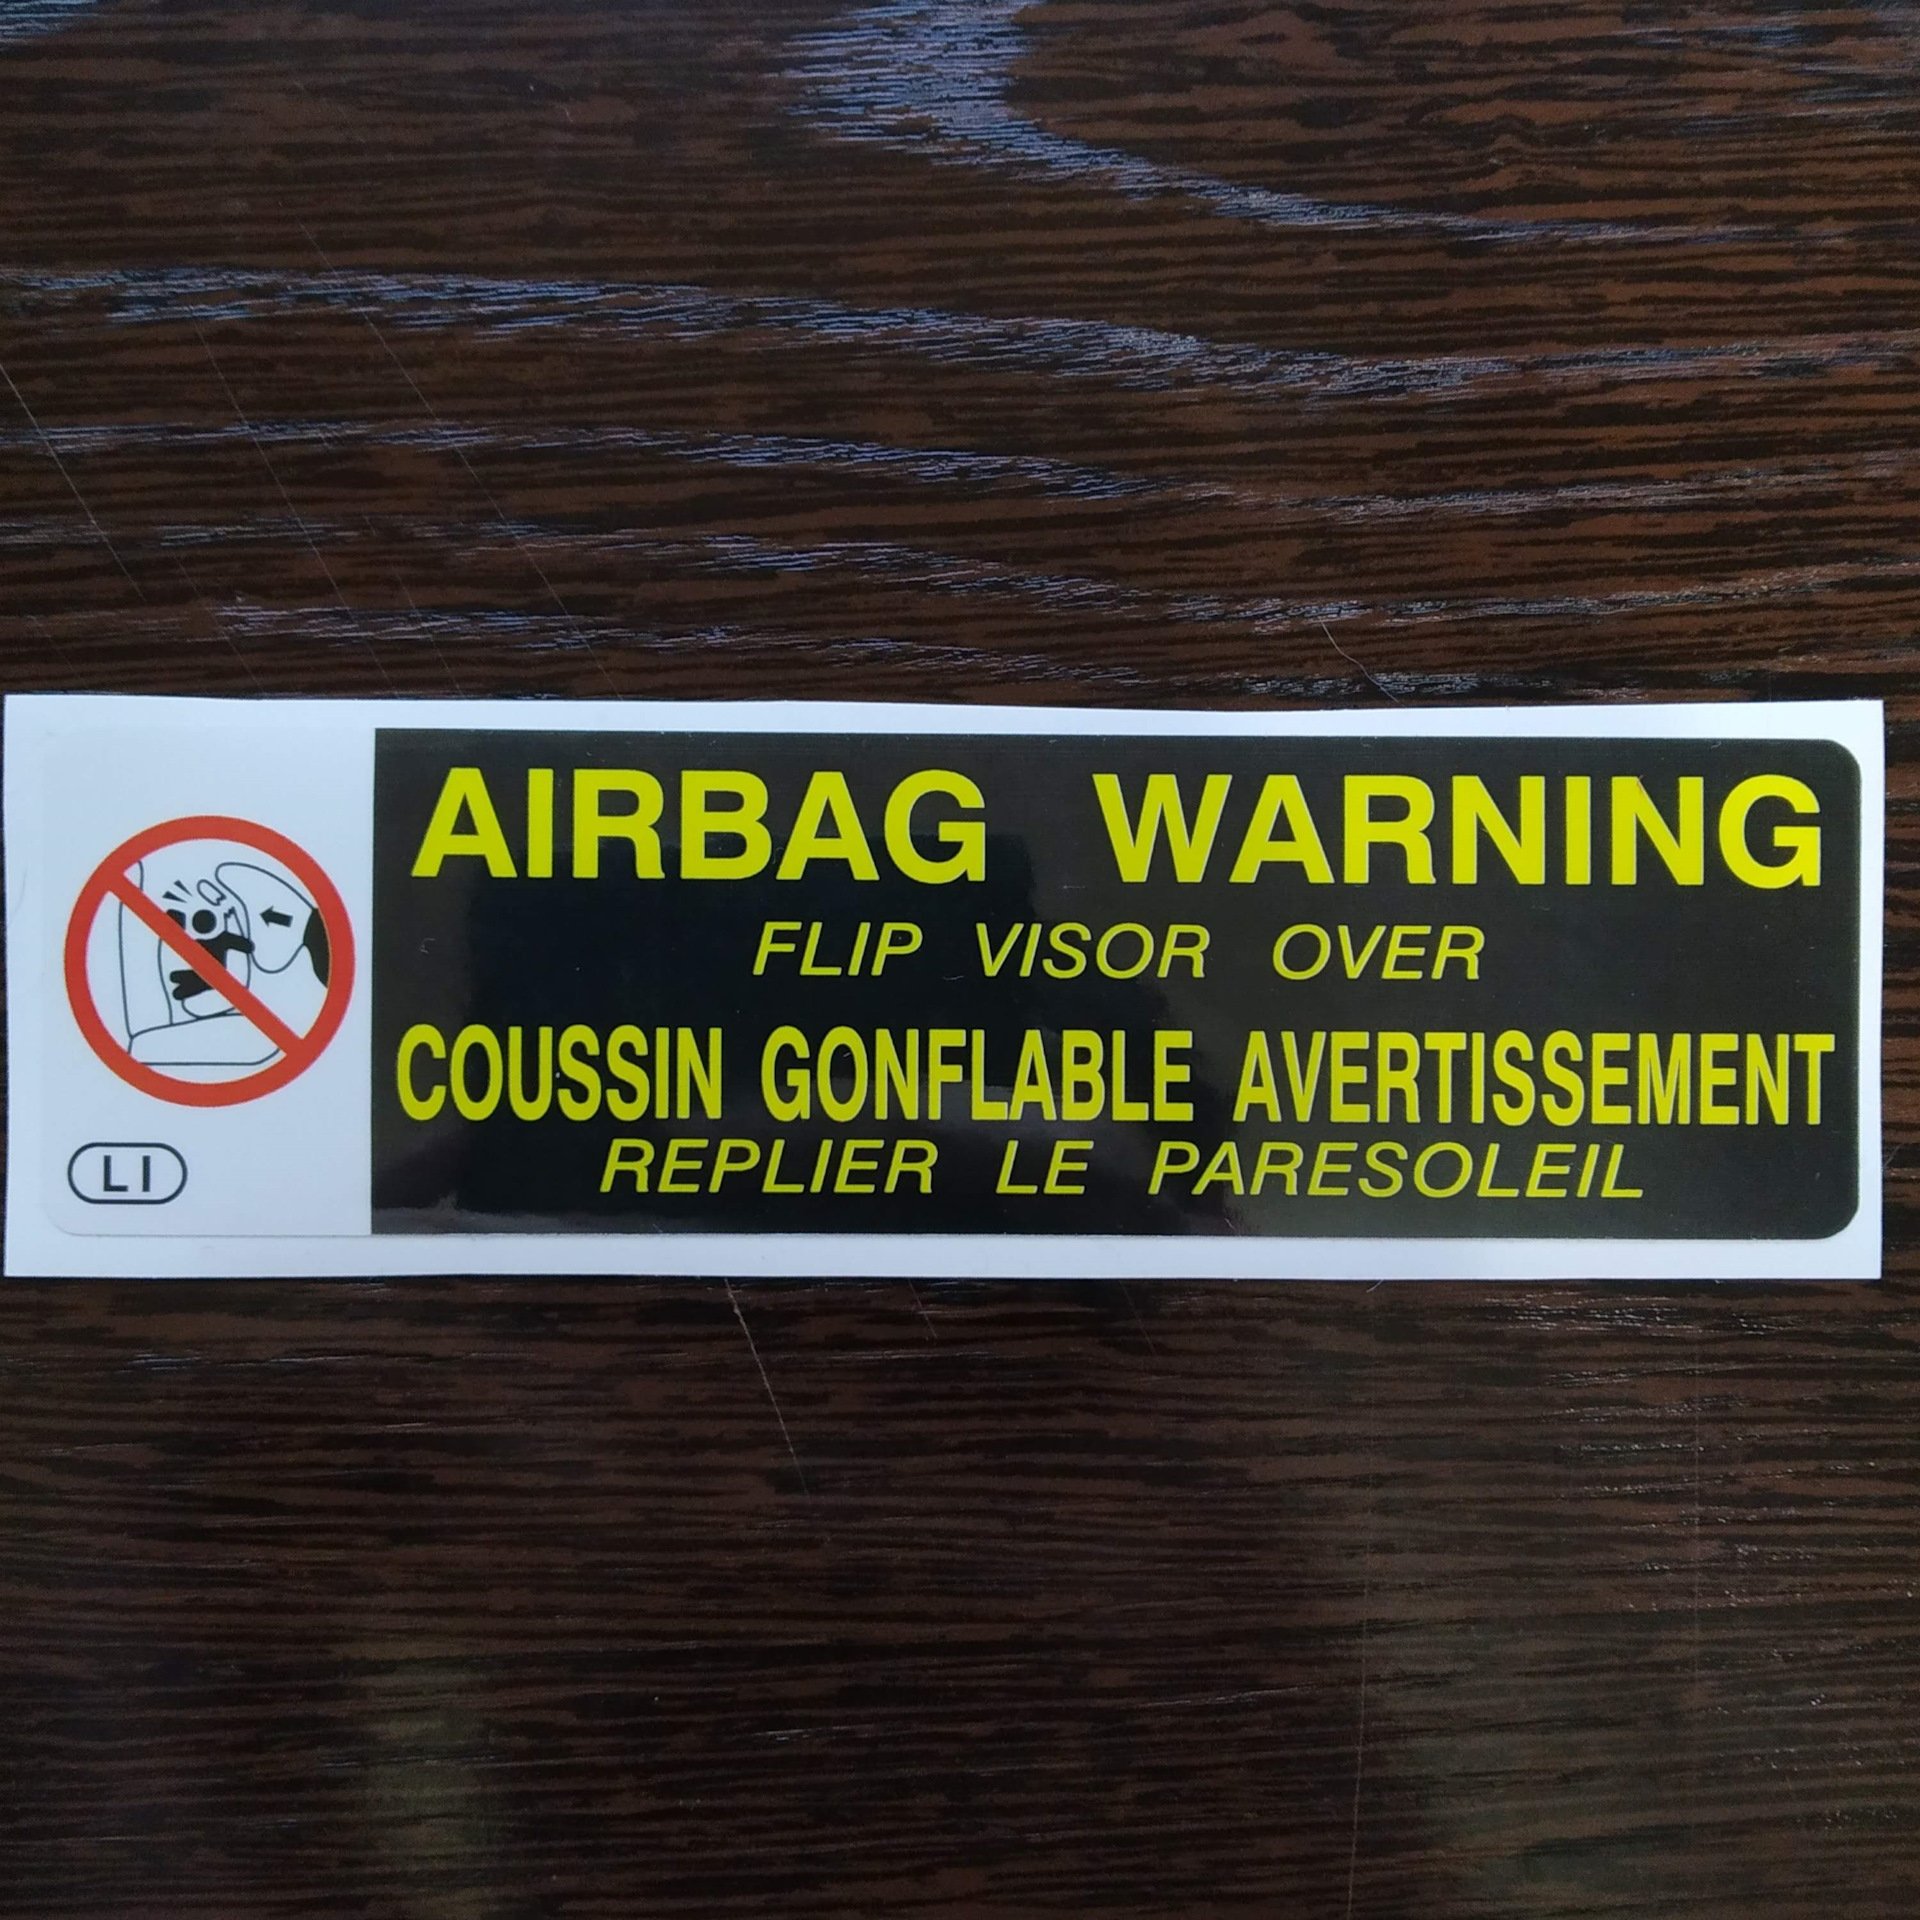 AIRBAG WARNING
FLIP VISOR OVER
COUSSIN GONFLABLE AVERTISSEMENT
REPLIER LE PARESOLEIL
LI